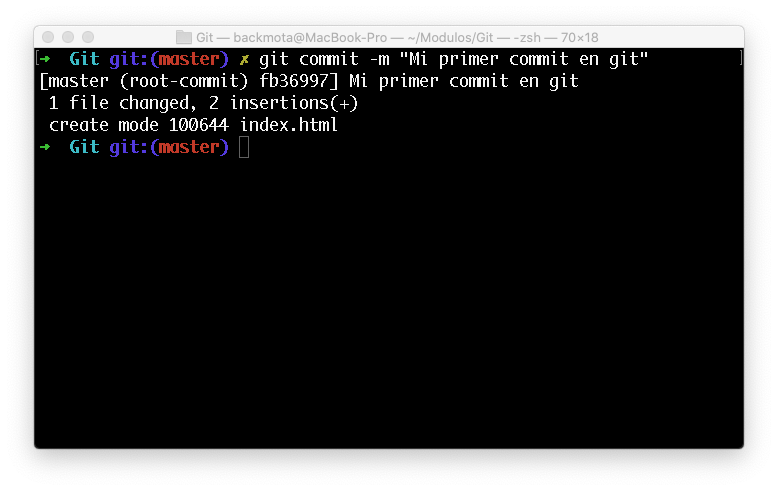 Git — backmota@MacBook-Pro — ~/Modulos/Git — -zsh — 70×18
[➜  Git git:(master) ✗ git commit -m "Mi primer commit en git" ]
[master (root-commit) fb36997] Mi primer commit en git
 1 file changed, 2 insertions(+)
 create mode 100644 index.html
➜  Git git:(master)